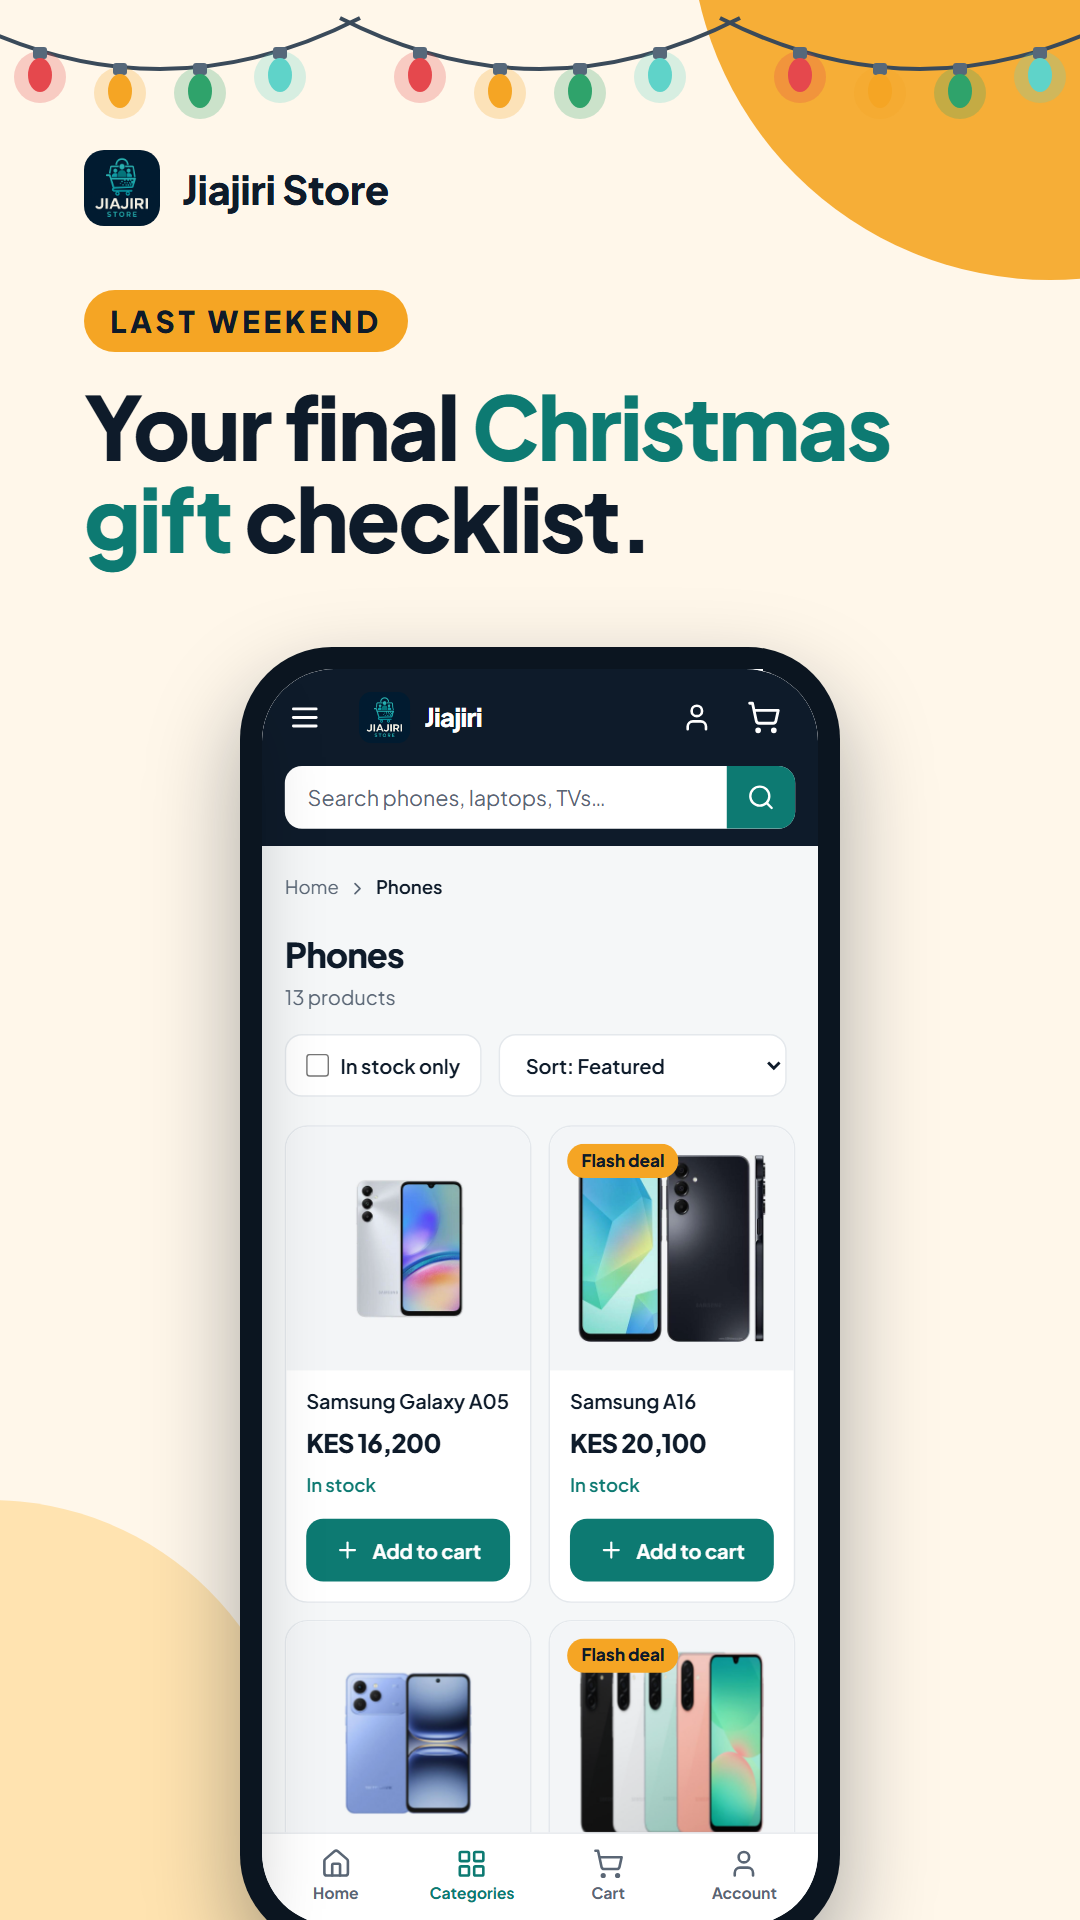 JIAJIRI
STORE
Jiajiri Store
LAST WEEKEND
Your final Christmas
gift checklist.
JIAJIRI
STORE
Jiajiri
Search phones, laptops, TVs...
Home > Phones
Phones
13 products
In stock only
Sort: Featured
Flash deal
Samsung Galaxy A05
KES 16,200
In stock
+ Add to cart
Samsung A16
KES 20,100
In stock
+ Add to cart
Flash deal
Home
Categories
Cart
Account